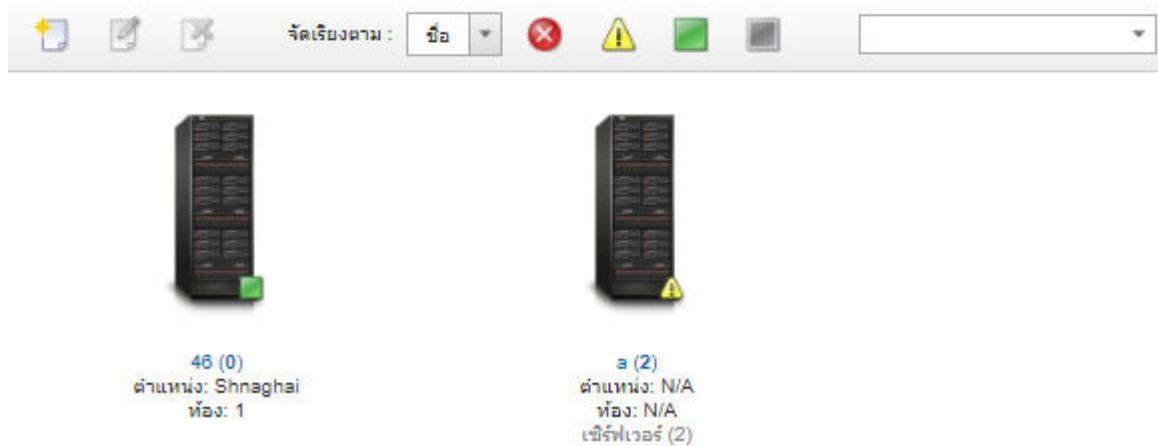 จัดเรียงตาม : ชื่อ
46 (0)
ตำแหน่ง: Shnaghai
ห้อง: 1
a (2)
ตำแหน่ง: N/A
ห้อง: N/A
เซิร์ฟเวอร์ (2)